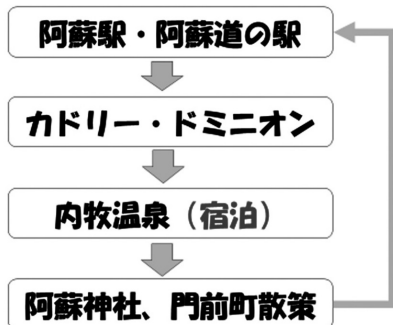 阿蘇駅・阿蘇道の駅
カドリー・ドミニオン
内牧温泉（宿泊）
阿蘇神社、門前町散策